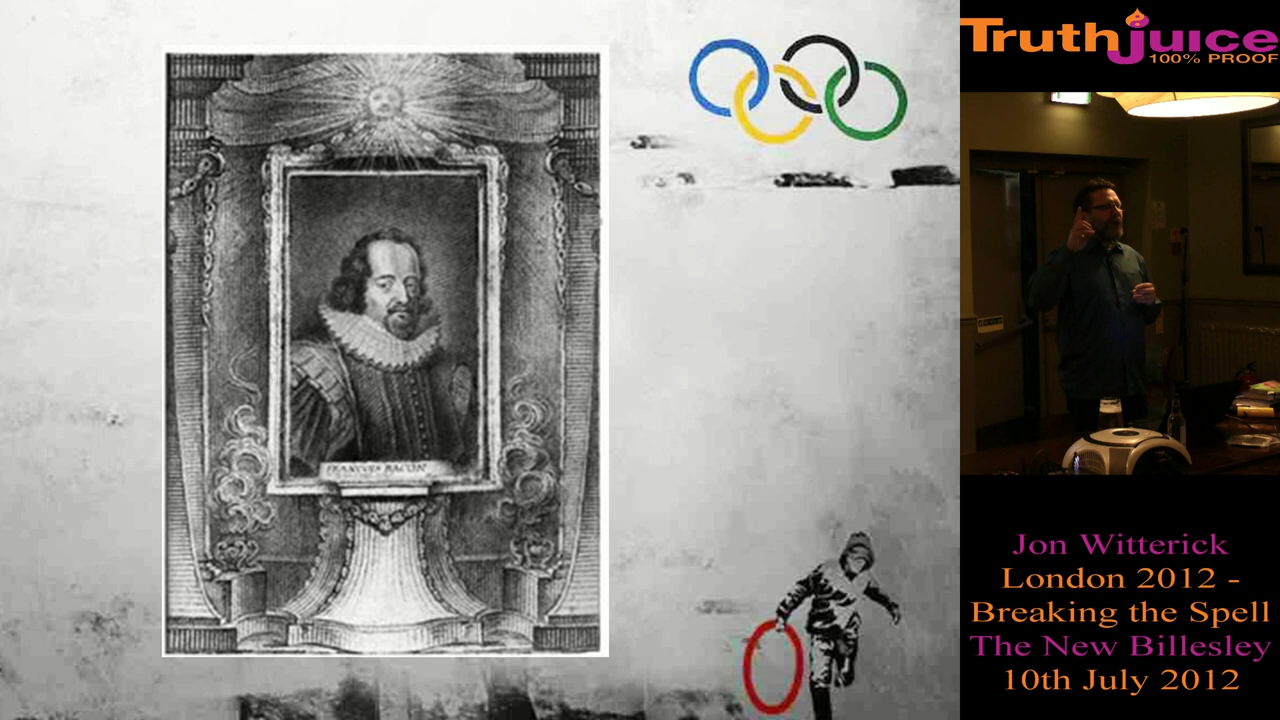 FRANCIS BACON
Truthjuice
100% PROOF
Jon Witterick
London 2012 -
Breaking the Spell
The New Billesley
10th July 2012